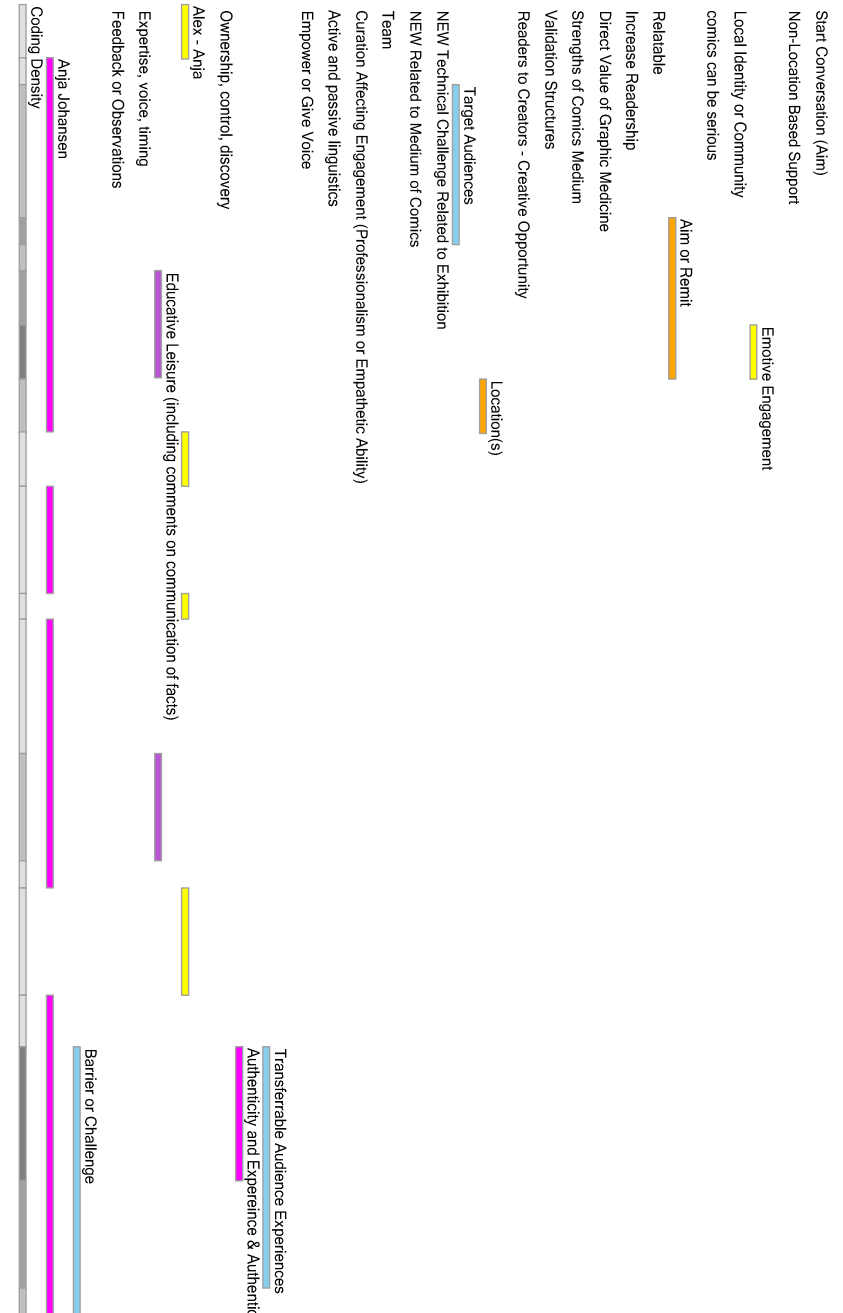 Start Conversation (Aim)
Non-Location Based Support
Emotive Engagement
Local Identity or Community
comics can be serious
Aim or Remit
Relatable
Increase Readership
Direct Value of Graphic Medicine
Strengths of Comics Medium
Validation Structures
Readers to Creators - Creative Opportunity
Location(s)
Target Audiences
NEW Technical Challenge Related to Exhibition
NEW Related to Medium of Comics
Team
Curation Affecting Engagement (Professionalism or Empathetic Ability)
Active and passive linguistics
Empower or Give Voice
Transferrable Audience Experiences
Authenticity and Expereince & Authentic
Ownership, control, discovery
Alex - Anja
Educative Leisure (including comments on communication of facts)
Expertise, voice, timing
Feedback or Observations
Barrier or Challenge
Anja Johansen
Coding Density